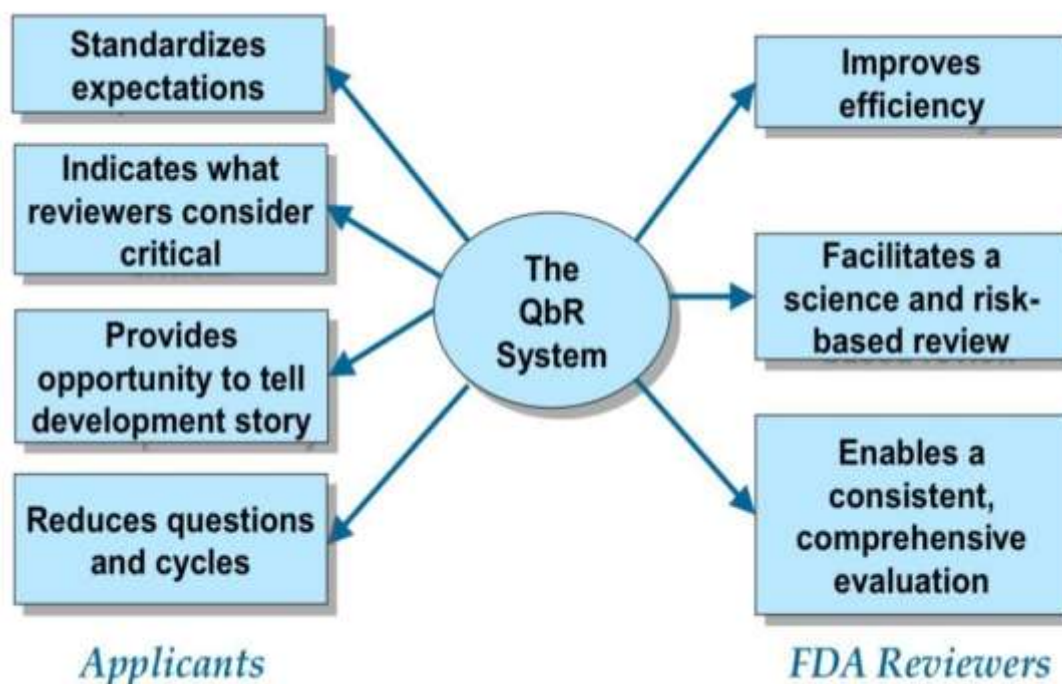 Standardizes
expectations
Indicates what
reviewers consider
critical
Provides
opportunity to tell
development story
Reduces questions
and cycles
Applicants
The
QbR
System
Improves
efficiency
Facilitates a
science and risk-
based review
Enables a
consistent,
comprehensive
evaluation
FDA Reviewers